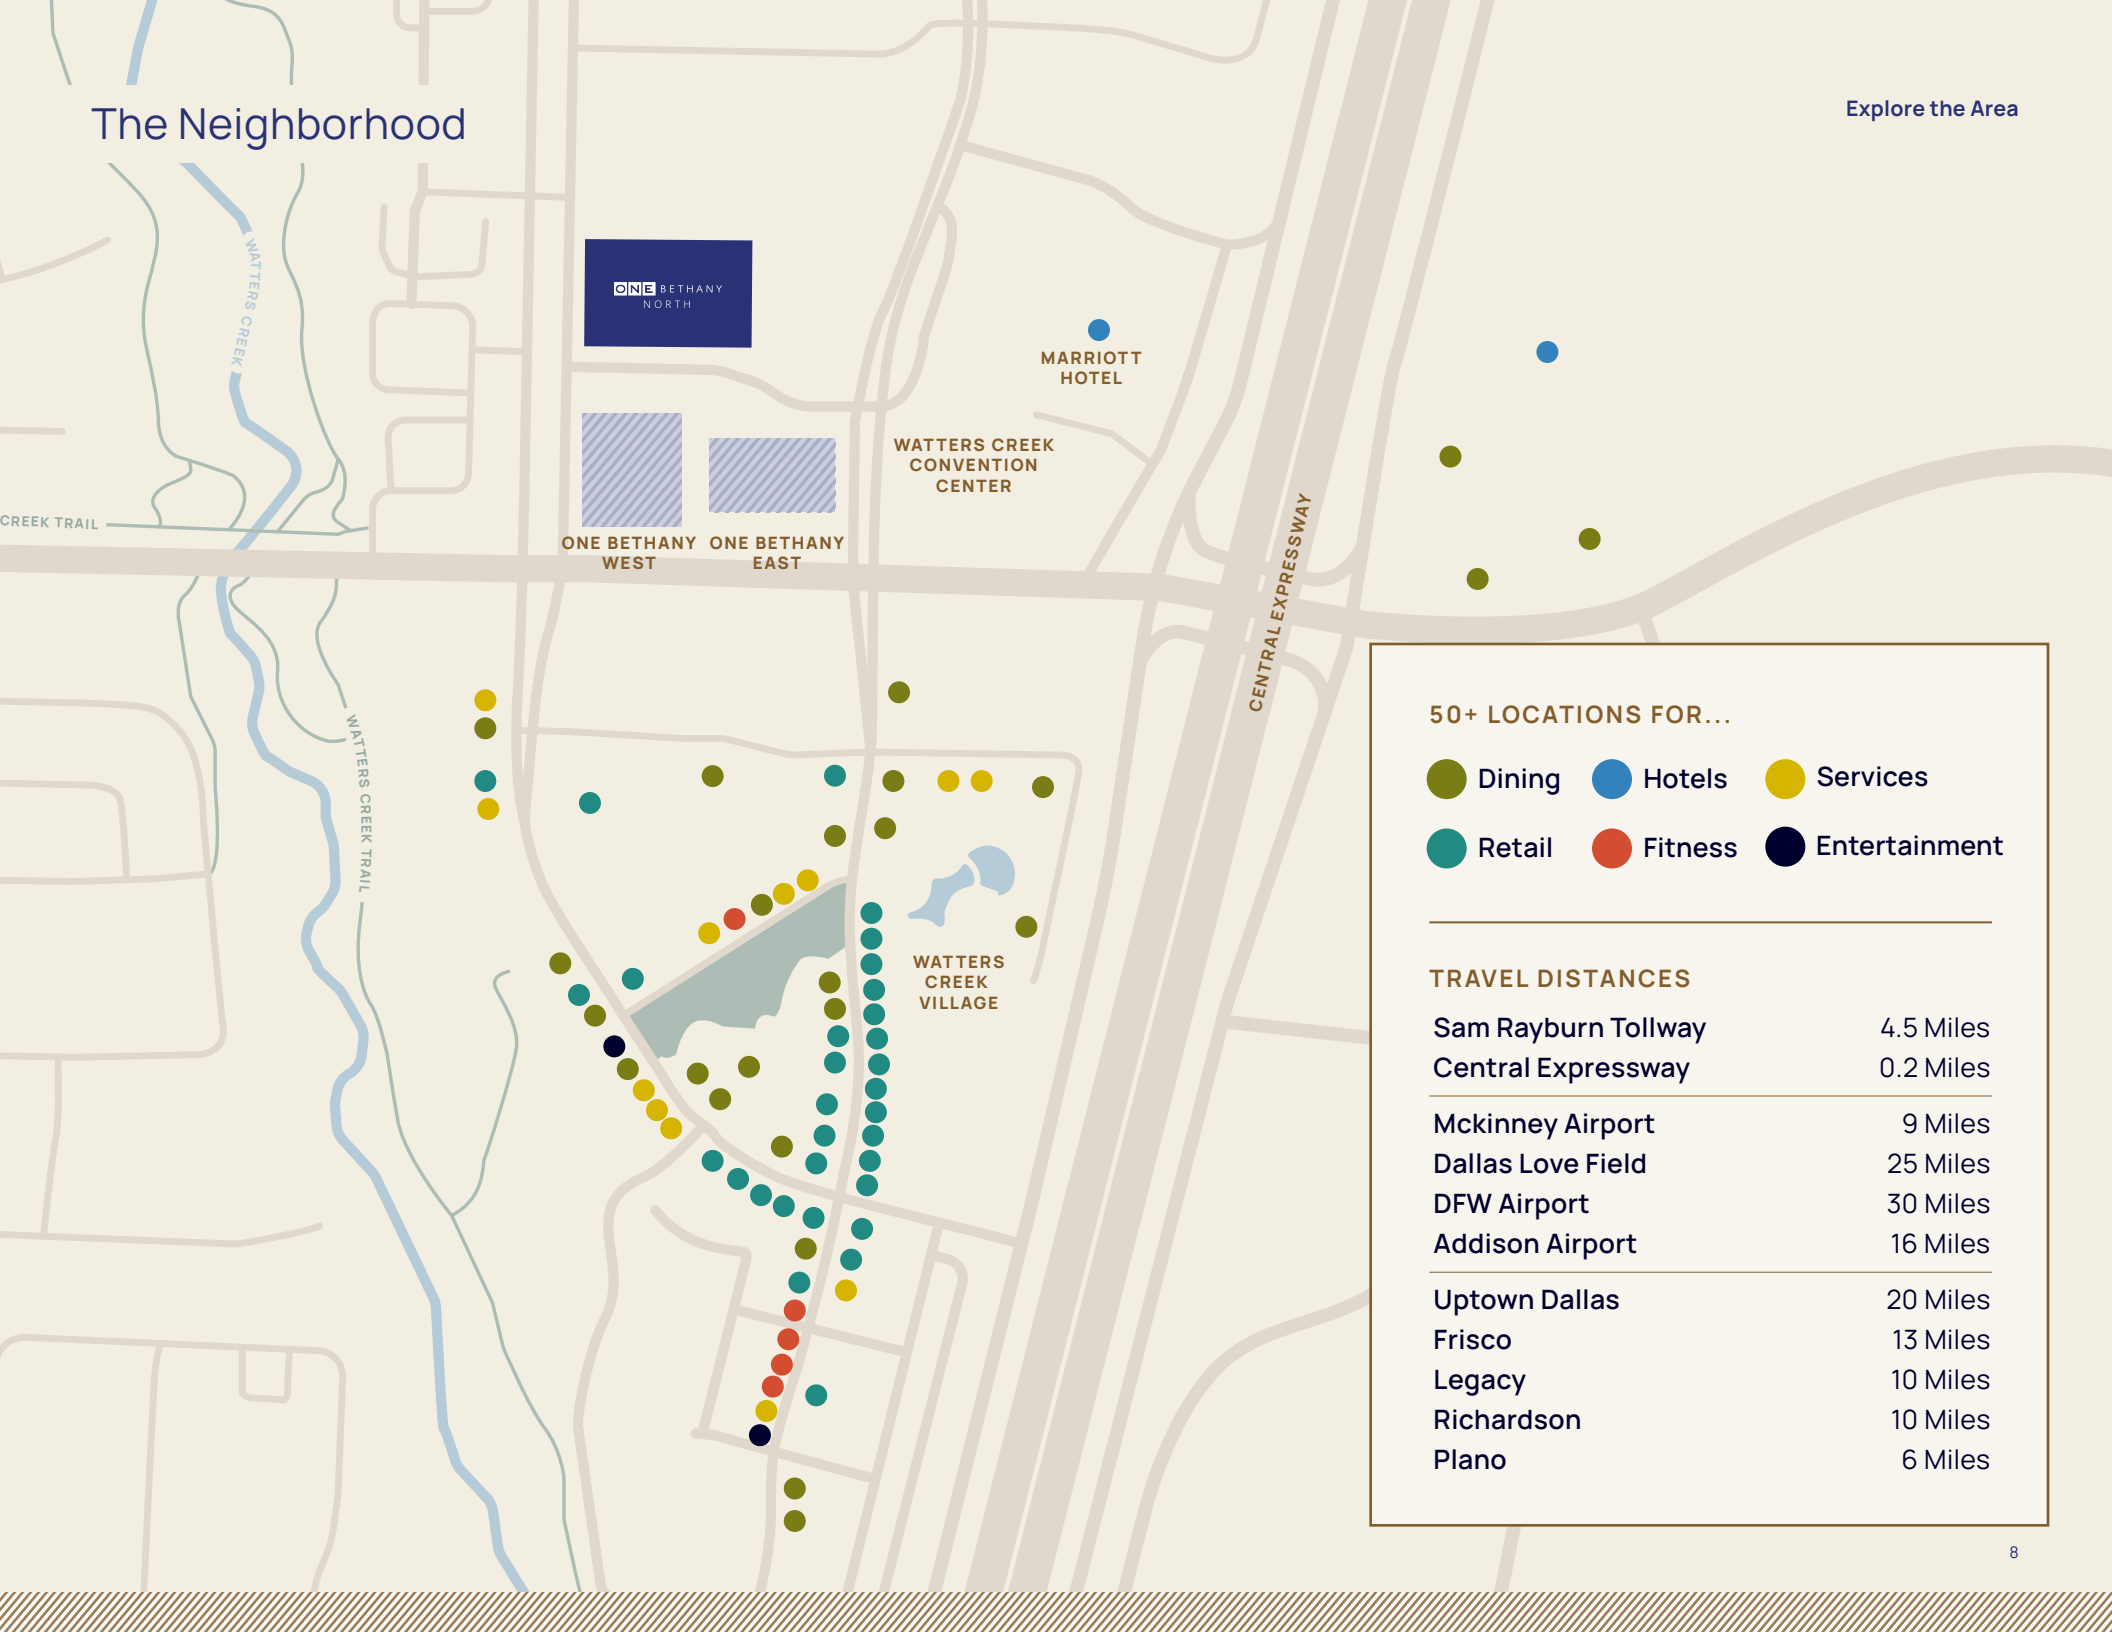 The Neighborhood
Explore the Area
WATTERS CREEK
ONE BETHANY
NORTH
MARRIOTT
HOTEL
WATTERS CREEK
CONVENTION
CENTER
CREEK TRAIL
ONE BETHANY
WEST
ONE BETHANY
EAST
CENTRAL EXPRESSWAY
WATTERS CREEK TRAIL
WATTERS
CREEK
VILLAGE
50+ LOCATIONS FOR...
Dining Hotels Services
Retail Fitness Entertainment
TRAVEL DISTANCES
Sam Rayburn Tollway 4.5 Miles
Central Expressway 0.2 Miles
Mckinney Airport 9 Miles
Dallas Love Field 25 Miles
DFW Airport 30 Miles
Addison Airport 16 Miles
Uptown Dallas 20 Miles
Frisco 13 Miles
Legacy 10 Miles
Richardson 10 Miles
Plano 6 Miles
8